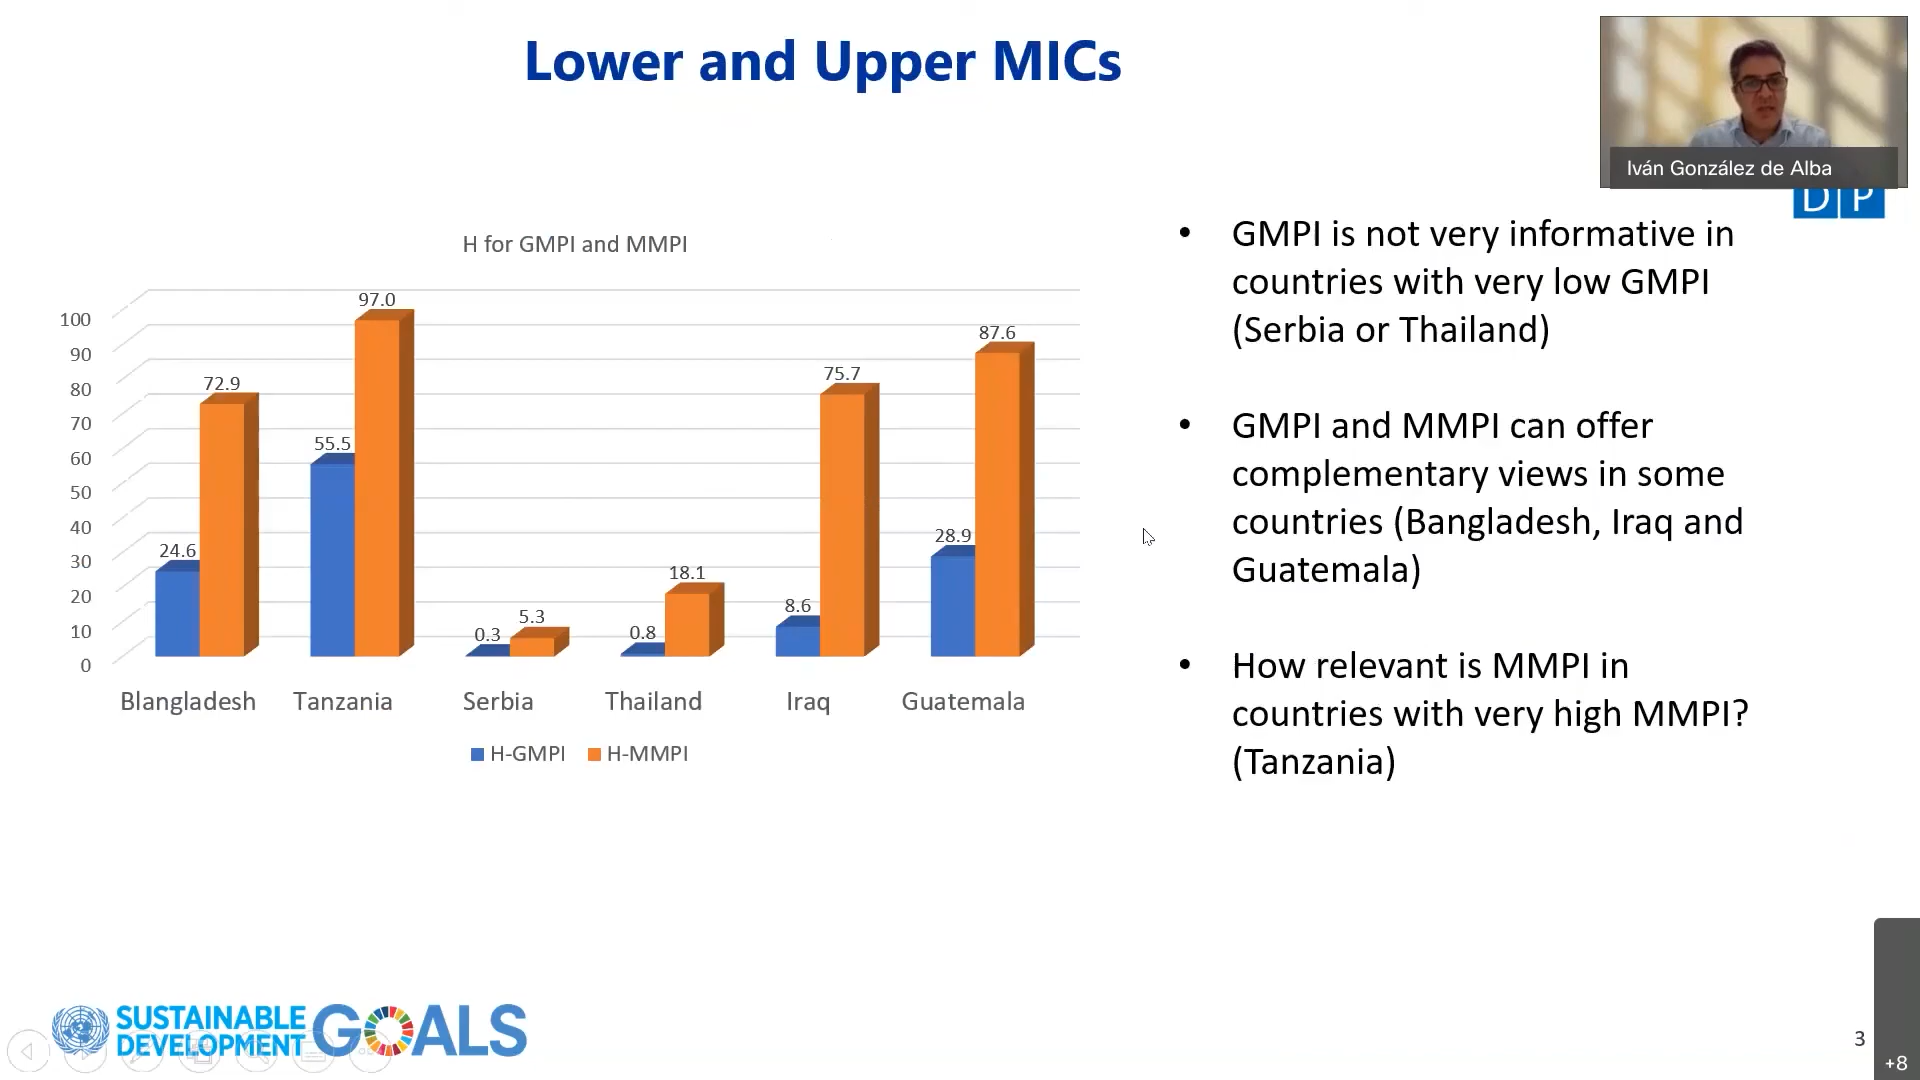 Lower and Upper MICs
Iván González de Alba
D P
H for GMPI and MMPI
100
90
80
70
60
50
40
30
20
10
0
24.6
72.9
55.5
97.0
0.3
5.3
0.8
18.1
8.6
75.7
28.9
87.6
Blangladesh
Tanzania
Serbia
Thailand
Iraq
Guatemala
H-GMPI
H-MMPI
• GMPI is not very informative in
countries with very low GMPI
(Serbia or Thailand)
• GMPI and MMPI can offer
complementary views in some
countries (Bangladesh, Iraq and
Guatemala)
• How relevant is MMPI in
countries with very high MMPI?
(Tanzania)
SUSTAINABLE
DEVELOPMENT
GOALS
3
+8